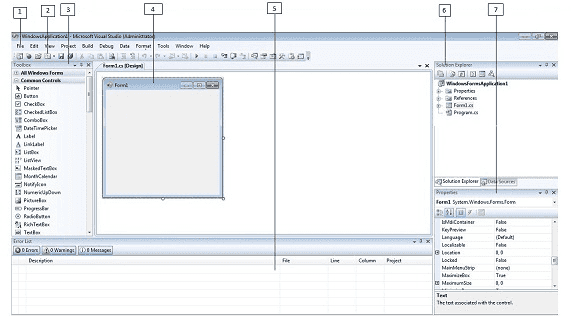 1
2
3
4
5
6
7
WindowsApplication1 - Microsoft Visual Studio (Administrator)
File Edit View Project Build Debug Data Format Tools Window Help
Toolbox
All Windows Forms
Common Controls
Pointer
Button
CheckBox
CheckedListBox
ComboBox
DateTimePicker
Label
LinkLabel
ListBox
ListView
MaskedTextBox
MonthCalendar
NotifyIcon
NumericUpDown
PictureBox
ProgressBar
RadioButton
RichTextBox
TextBox
Form1.cs [Design]
Form1
Solution Explorer
WindowsFormsApplication1
Properties
References
Form1.cs
Program.cs
Solution Explorer Data Sources
Properties
Form1 System.Windows.Forms.Form
IsMdiContainer False
KeyPreview False
Language (Default)
Localizable False
Location 0, 0
Locked False
MainMenuStrip (none)
MaximizeBox True
MaximumSize 0, 0
Text
The text associated with the control.
Error List
0 Errors 0 Warnings 0 Messages
Description File Line Column Project